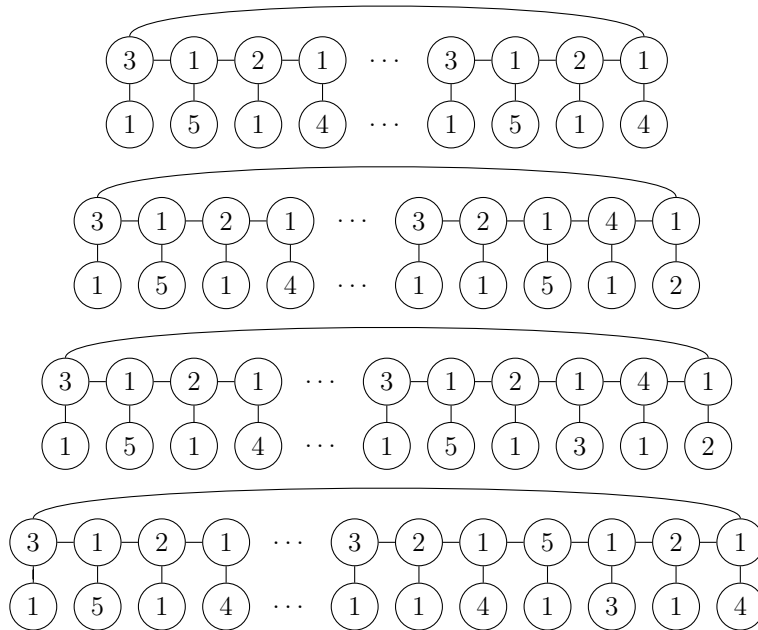 3 1 2 1 ⋯ 3 1 2 1
1 5 1 4 ⋯ 1 5 1 4
3 1 2 1 ⋯ 3 2 1 4 1
1 5 1 4 ⋯ 1 1 5 1 2
3 1 2 1 ⋯ 3 1 2 1 4 1
1 5 1 4 ⋯ 1 5 1 3 1 2
3 1 2 1 ⋯ 3 2 1 5 1 2 1
1 5 1 4 ⋯ 1 1 4 1 3 1 4